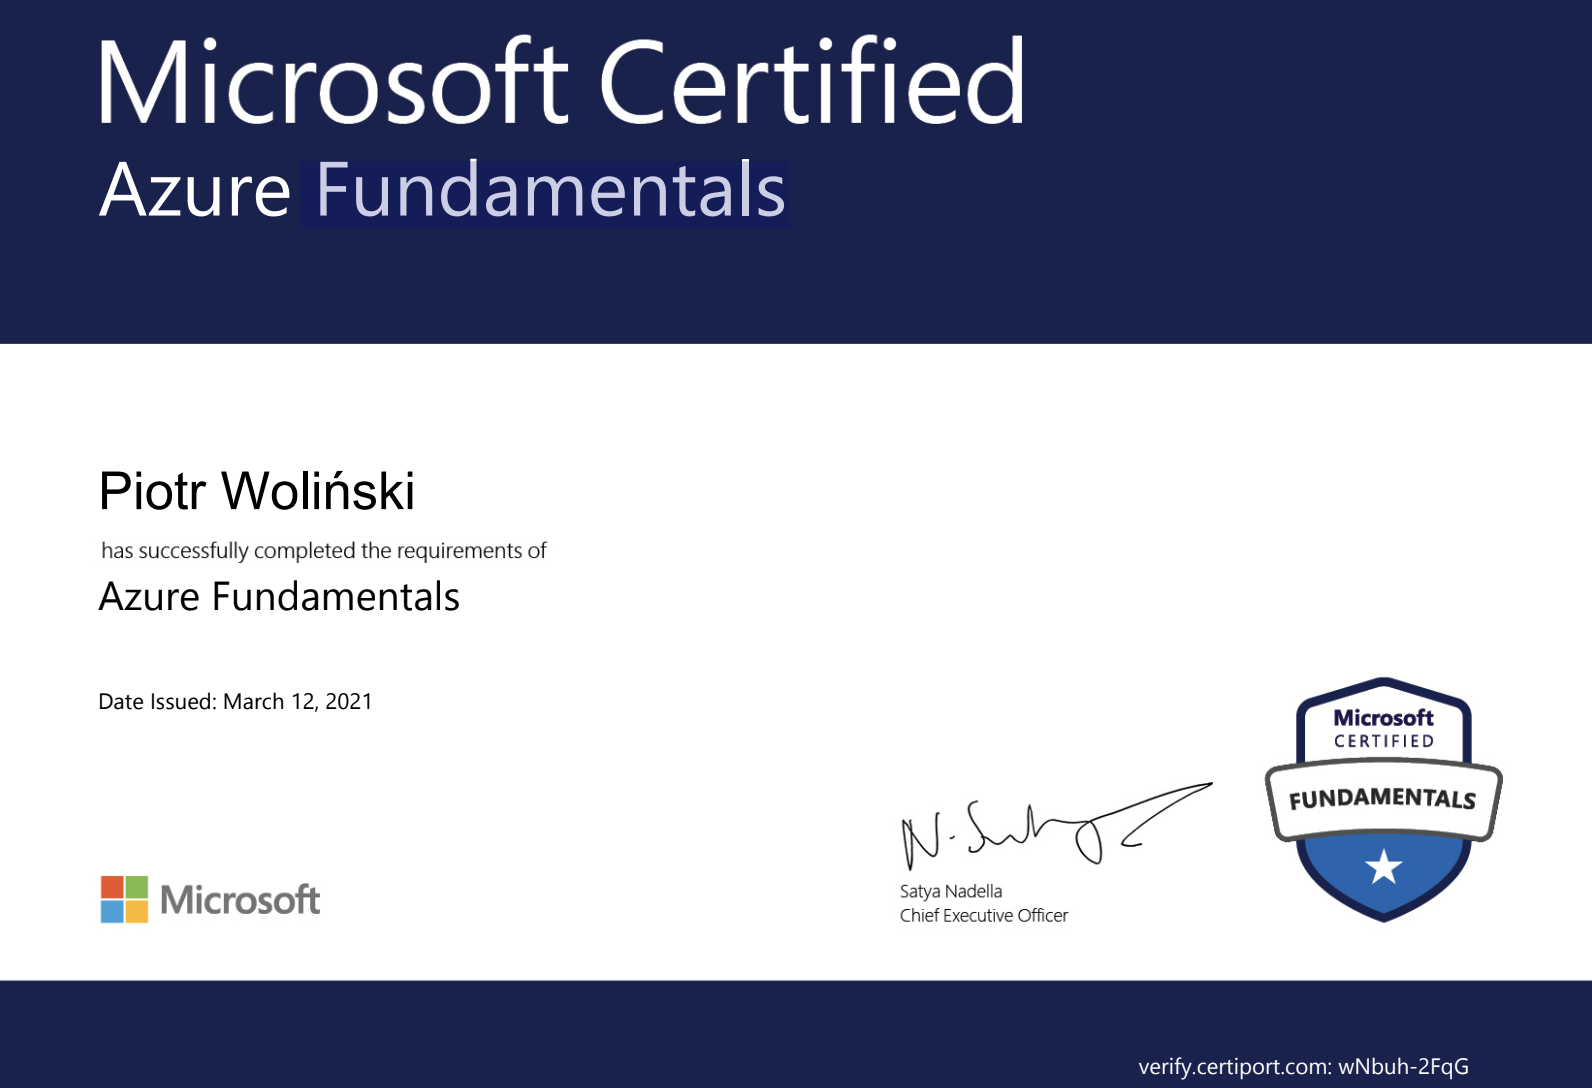 Microsoft Certified
Azure Fundamentals
Piotr Woliński
has successfully completed the requirements of
Azure Fundamentals
Date Issued: March 12, 2021
Microsoft
CERTIFIED
FUNDAMENTALS
N. S
Satya Nadella
Chief Executive Officer
Microsoft
verify.certiport.com: wNbuh-2FqG